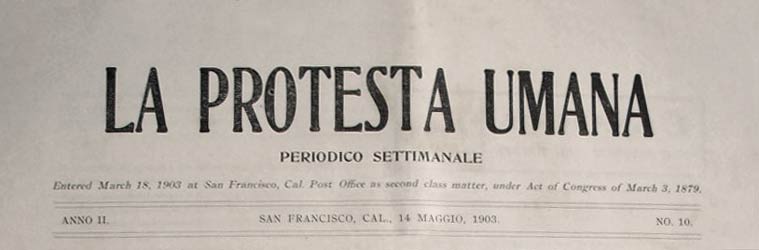 LA PROTESTA UMANA
PERIODICO SETTIMANALE
Entered March 18, 1903 at San Francisco, Cal. Post Office as second class matter, under Act of Congress of March 3, 1879.
ANNO II. SAN FRANCISCO, CAL., 14 MAGGIO, 1903. NO. 10.